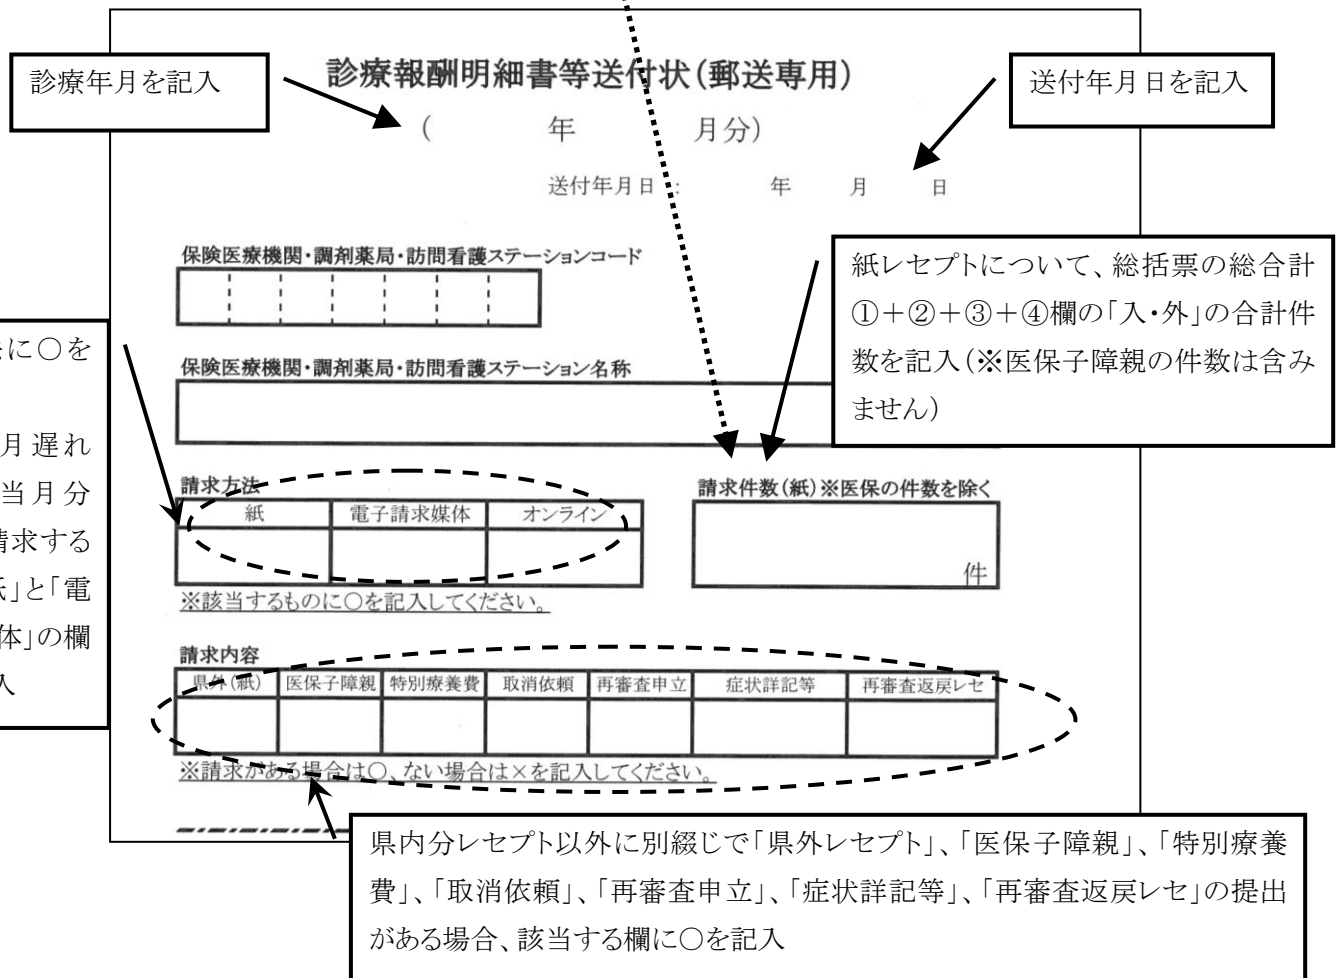 診療報酬明細書等送付状(郵送専用)
診療年月を記入
送付年月日を記入
(　年　月分)
送付年月日：　年　月　日
保険医療機関・調剤薬局・訪問看護ステーションコード
紙レセプトについて、総括票の総合計
①＋②＋③＋④欄の「入・外」の合計件
数を記入(※医保子障親の件数は含み
ません)
に○を
月遅れ
当月分
請求する
」と「電
体」の欄
保険医療機関・調剤薬局・訪問看護ステーション名称
請求方法
紙　電子請求媒体　オンライン
※該当するものに○を記入してください。
請求件数(紙)※医保の件数を除く
件
請求内容
県外(紙)　医保子障親　特別療養費　取消依頼　再審査申立　症状詳記等　再審査返戻レセ
※請求がある場合は○、ない場合は×を記入してください。
県内分レセプト以外に別綴じで「県外レセプト」、「医保子障親」、「特別療養
費」、「取消依頼」、「再審査申立」、「症状詳記等」、「再審査返戻レセ」の提出
がある場合、該当する欄に○を記入